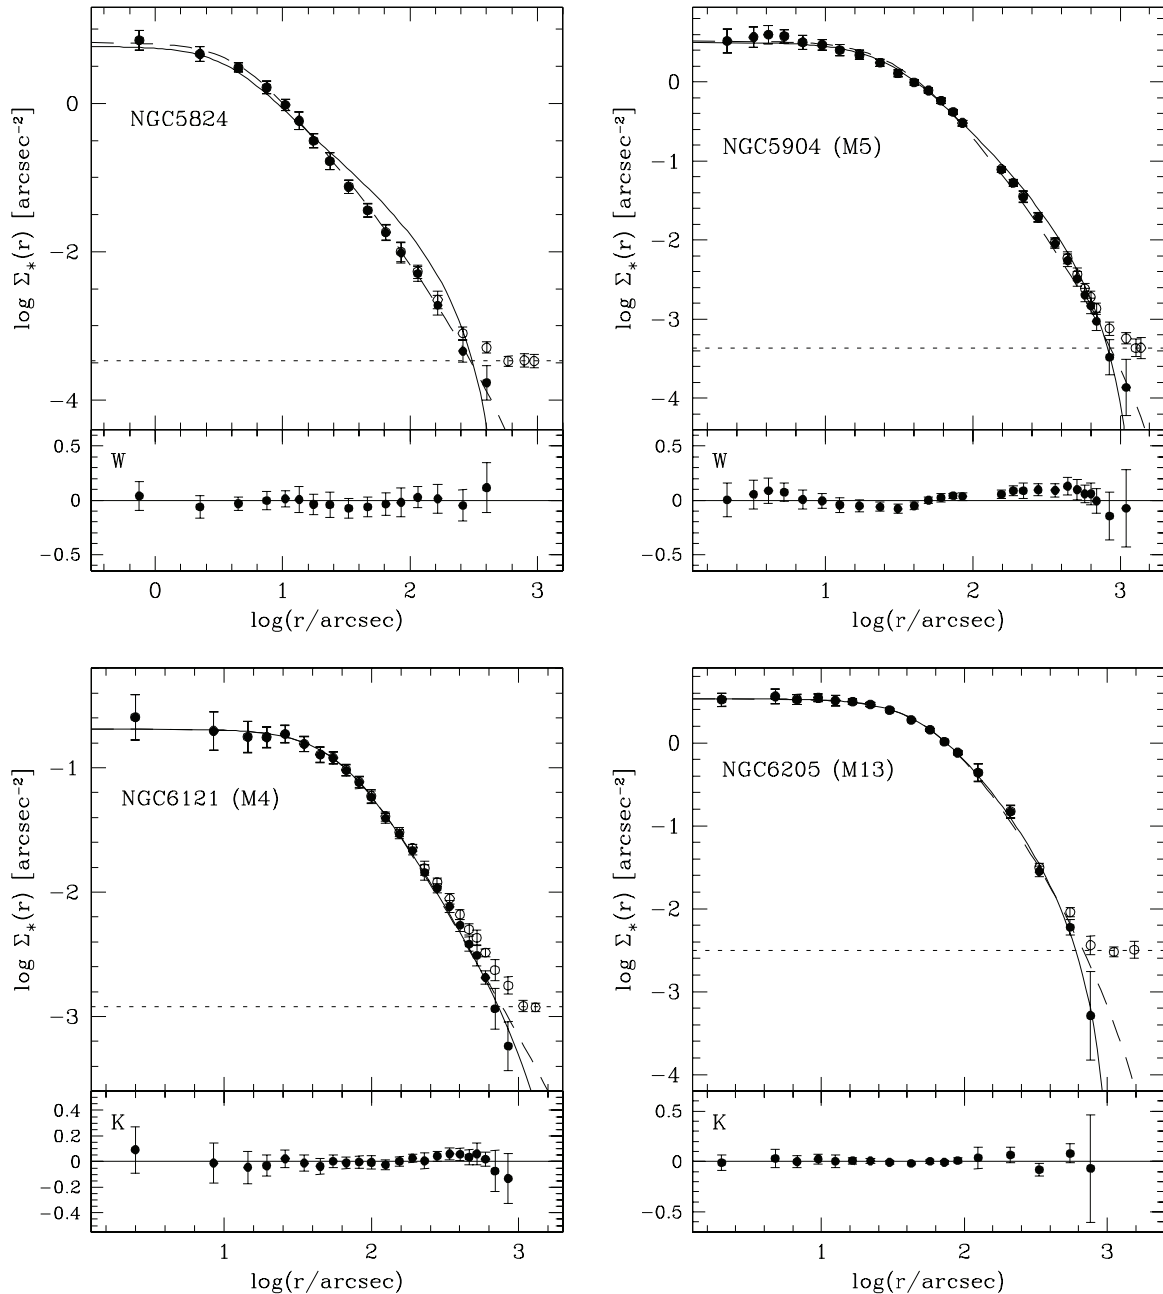 NGC5824
log Σ*(r) [arcsec⁻²]
0
−2
−4
W
0.5
0
−0.5
0 1 2 3
log(r/arcsec)
NGC5904 (M5)
log Σ*(r) [arcsec⁻²]
0
−1
−2
−3
−4
W
0.5
0
−0.5
1 2 3
log(r/arcsec)
NGC6121 (M4)
log Σ*(r) [arcsec⁻²]
−1
−2
−3
K
0.4
0.2
0.0
−0.2
−0.4
1 2 3
log(r/arcsec)
NGC6205 (M13)
log Σ*(r) [arcsec⁻²]
0
−1
−2
−3
−4
K
0.5
0
−0.5
1 2 3
log(r/arcsec)